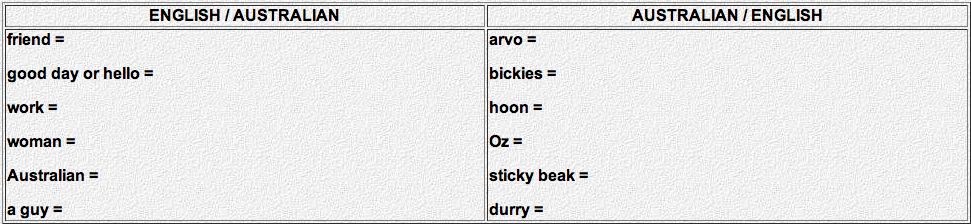 ENGLISH / AUSTRALIAN
friend =
good day or hello =
work =
woman =
Australian =
a guy =
AUSTRALIAN / ENGLISH
arvo =
bickies =
hoon =
Oz =
sticky beak =
durry =